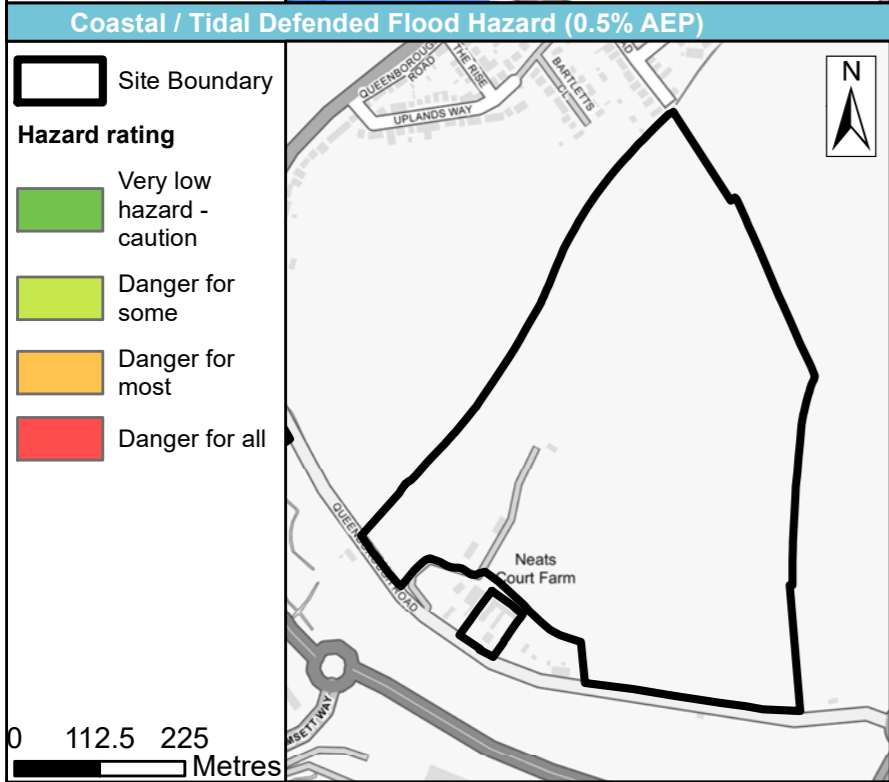 Coastal / Tidal Defended Flood Hazard (0.5% AEP)
Site Boundary
Hazard rating
Very low
hazard -
caution
Danger for
some
Danger for
most
Danger for all
0 112.5 225
Metres
N
QUEENBOROUGH
ROAD
THE RISE
UPLANDS WAY
BARTLETTS
CL
QUEENBOROUGH ROAD
Neats
Court Farm